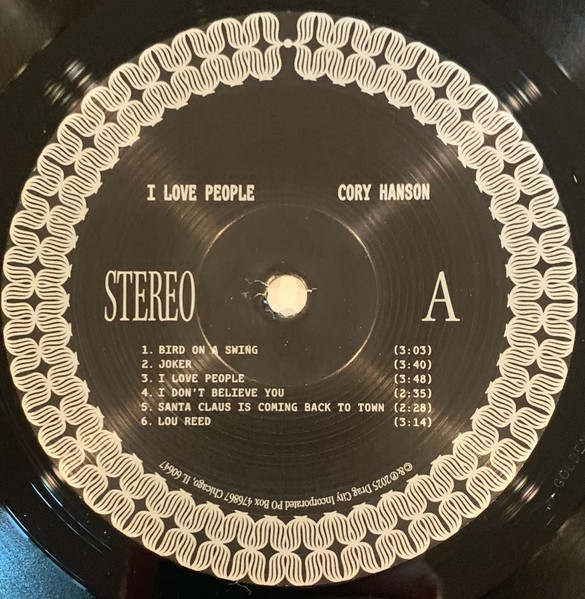 I LOVE PEOPLE CORY HANSON
STEREO A
1. BIRD ON A SWING (3:03)
2. JOKER (3:40)
3. I LOVE PEOPLE (3:48)
4. I DON'T BELIEVE YOU (2:35)
5. SANTA CLAUS IS COMING BACK TO TOWN (2:28)
6. LOU REED (3:14)
©&℗2025 Drag City Incorporated PO Box 476867 Chicago, IL 60647